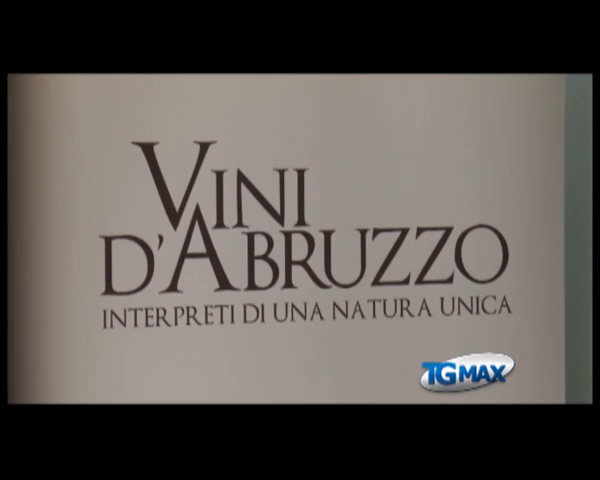 VINI
D'ABRUZZO
INTERPRETI DI UNA NATURA UNICA
TGMAX